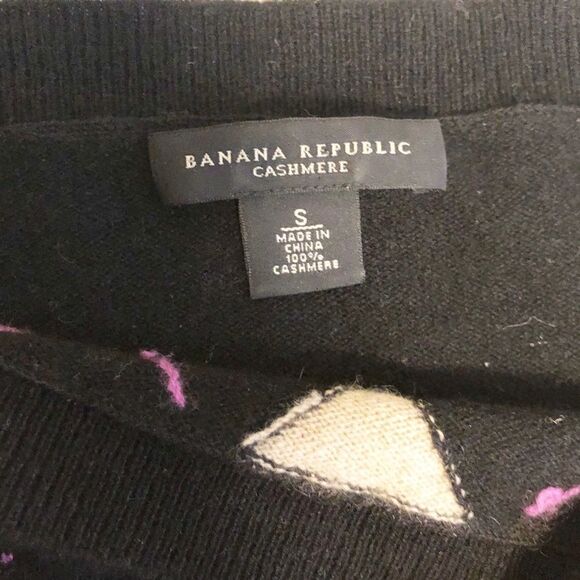 BANANA REPUBLIC
CASHMERE
S
MADE IN
CHINA
100%
CASHMERE